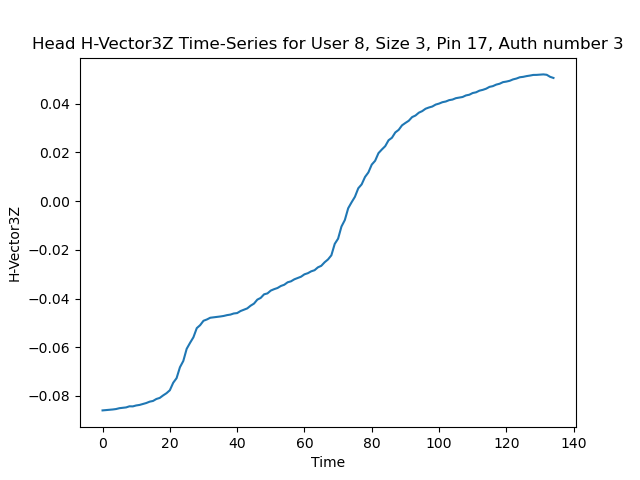 Head H-Vector3Z Time-Series for User 8, Size 3, Pin 17, Auth number 3
H-Vector3Z
0.04
0.02
0.00
−0.02
−0.04
−0.06
−0.08
0 20 40 60 80 100 120 140
Time